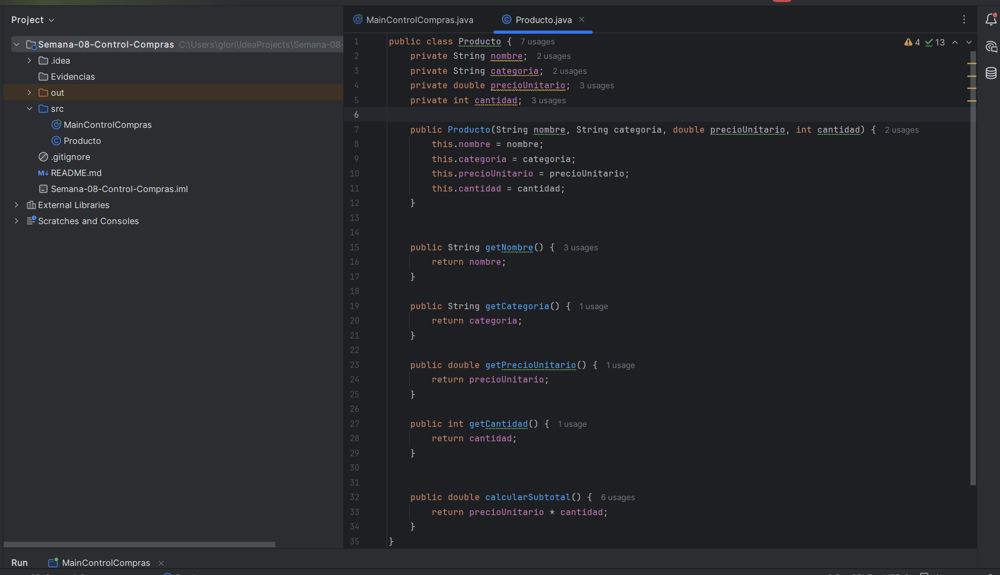 Project
Semana-08-Control-Compras C:\Users\glori\IdeaProjects\Semana-08-
.idea
Evidencias
out
src
MainControlCompras
Producto
.gitignore
M↓ README.md
Semana-08-Control-Compras.iml
External Libraries
Scratches and Consoles
MainControlCompras.java
Producto.java
4 13
1 public class Producto { 7 usages
2 private String nombre; 2 usages
3 private String categoria; 2 usages
4 private double precioUnitario; 3 usages
5 private int cantidad; 3 usages
6
7 public Producto(String nombre, String categoria, double precioUnitario, int cantidad) { 2 usages
8 this.nombre = nombre;
9 this.categoria = categoria;
10 this.precioUnitario = precioUnitario;
11 this.cantidad = cantidad;
12 }
13
14
15 public String getNombre() { 3 usages
16 return nombre;
17 }
18
19 public String getCategoria() { 1 usage
20 return categoria;
21 }
22
23 public double getPrecioUnitario() { 1 usage
24 return precioUnitario;
25 }
26
27 public int getCantidad() { 1 usage
28 return cantidad;
29 }
30
31
32 public double calcularSubtotal() { 6 usages
33 return precioUnitario * cantidad;
34 }
35 }
Run MainControlCompras